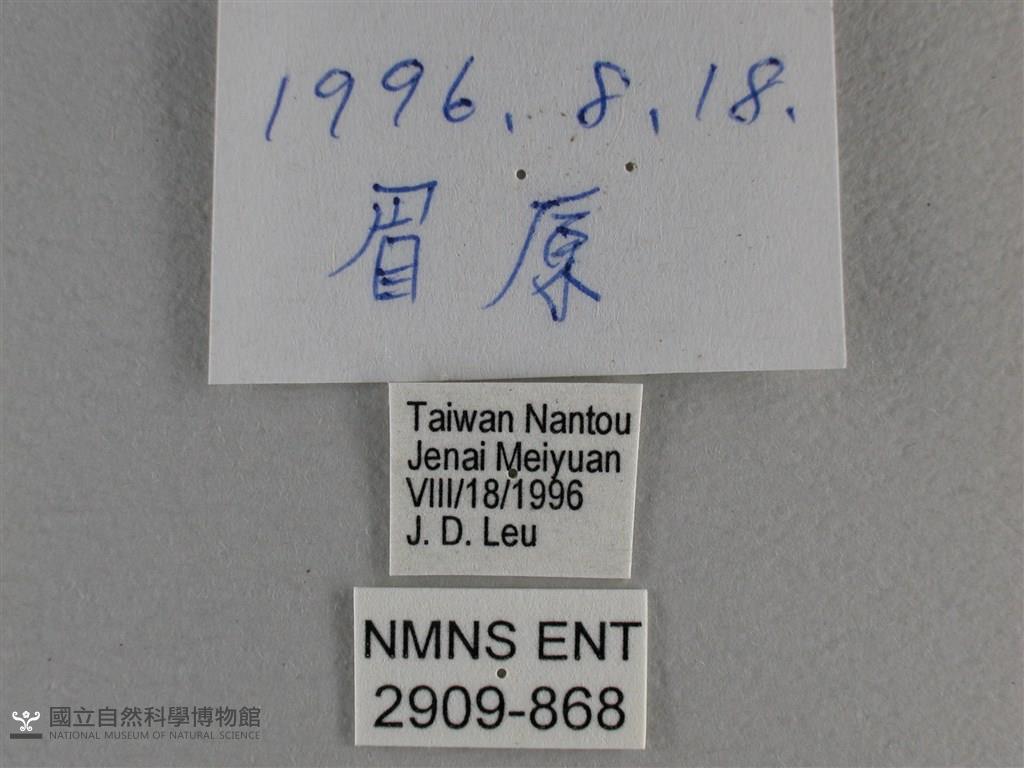 1996.8.18.
眉原
Taiwan Nantou
Jenai Meiyuan
VIII/18/1996
J. D. Leu
NMNS ENT
2909-868
國立自然科學博物館
NATIONAL MUSEUM OF NATURAL SCIENCE